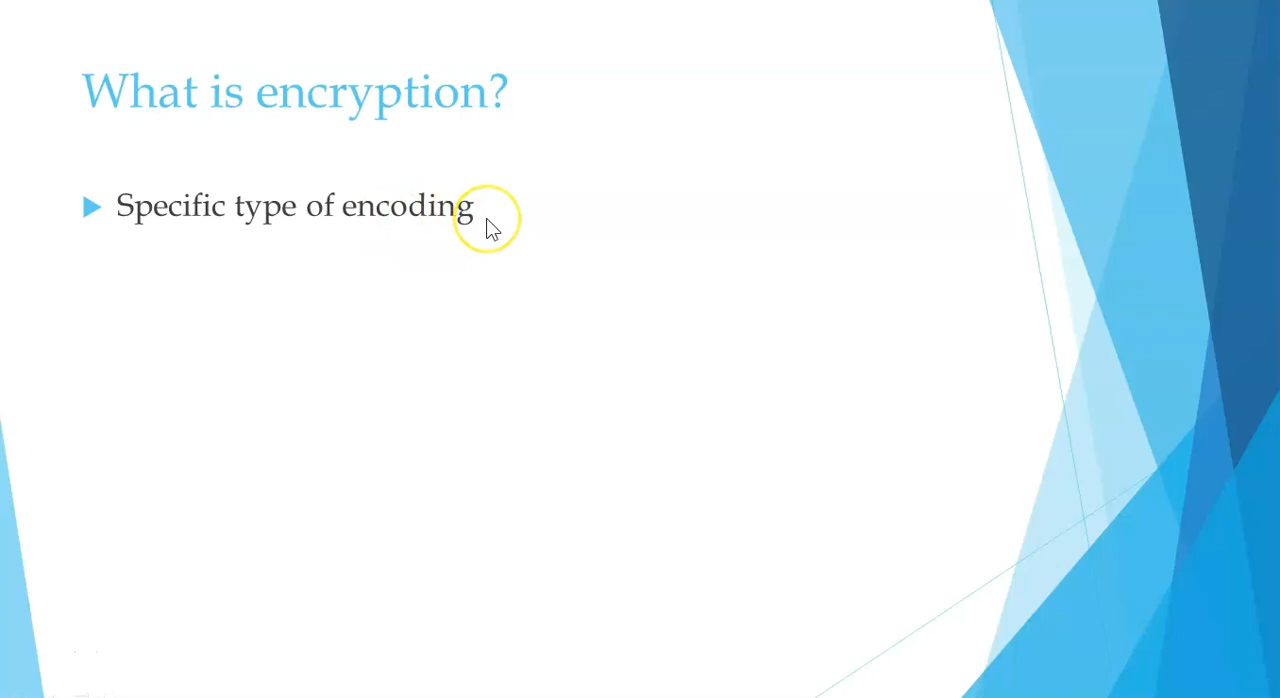 What is encryption?
Specific type of encoding